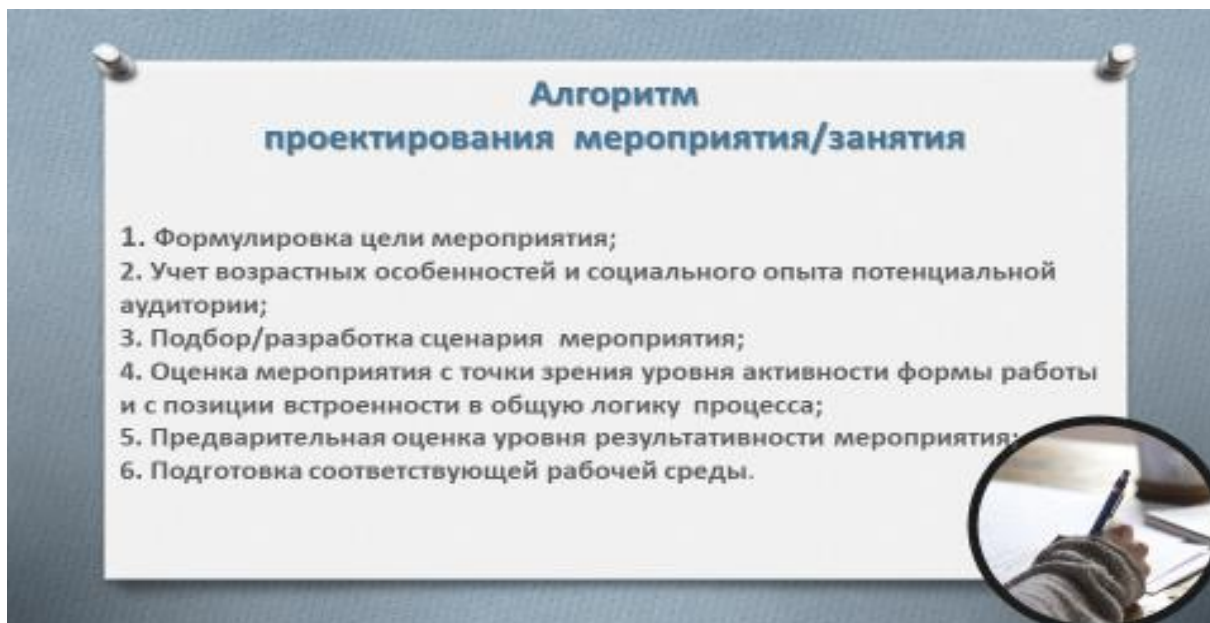 Алгоритм
проектирования мероприятия/занятия
1. Формулировка цели мероприятия;
2. Учет возрастных особенностей и социального опыта потенциальной
аудитории;
3. Подбор/разработка сценария мероприятия;
4. Оценка мероприятия с точки зрения уровня активности формы работы
и с позиции встроенности в общую логику процесса;
5. Предварительная оценка уровня результативности мероприятия;
6. Подготовка соответствующей рабочей среды.